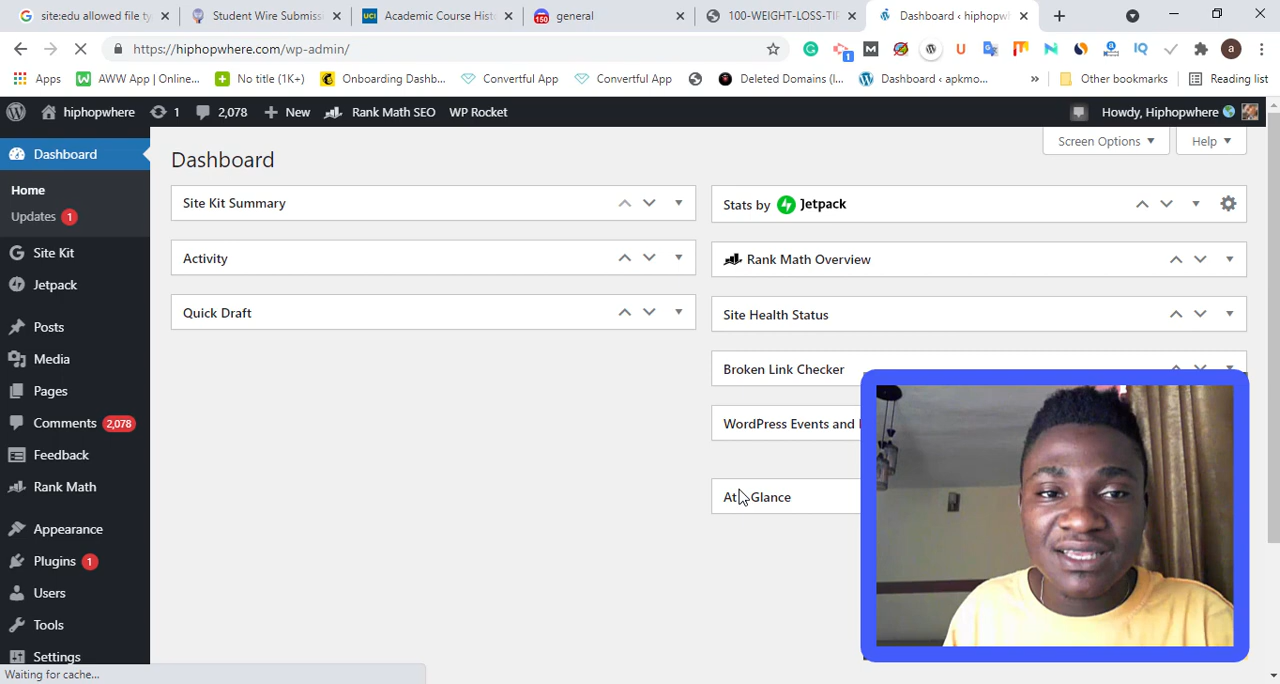 site:edu allowed file ty
Student Wire Submiss
UCI
Academic Course Hist
150
general
100-WEIGHT-LOSS-TIP
Dashboard ‹ hiphopwh
https://hiphopwhere.com/wp-admin/
1
IQ
a
Apps
AWW App | Online...
No title (1K+)
Onboarding Dashb...
Convertful App
Convertful App
Deleted Domains (I...
Dashboard ‹ apkmo...
»
Other bookmarks
Reading list
hiphopwhere
1
2,078
New
Rank Math SEO
WP Rocket
Howdy, Hiphopwhere
Dashboard
Home
Updates 1
Site Kit
Jetpack
Posts
Media
Pages
Comments 2,078
Feedback
Rank Math
Appearance
Plugins 1
Users
Tools
Settings
Waiting for cache...
Screen Options
Help
Dashboard
Site Kit Summary
Activity
Quick Draft
Stats by Jetpack
Rank Math Overview
Site Health Status
Broken Link Checker
WordPress Events and
At Glance